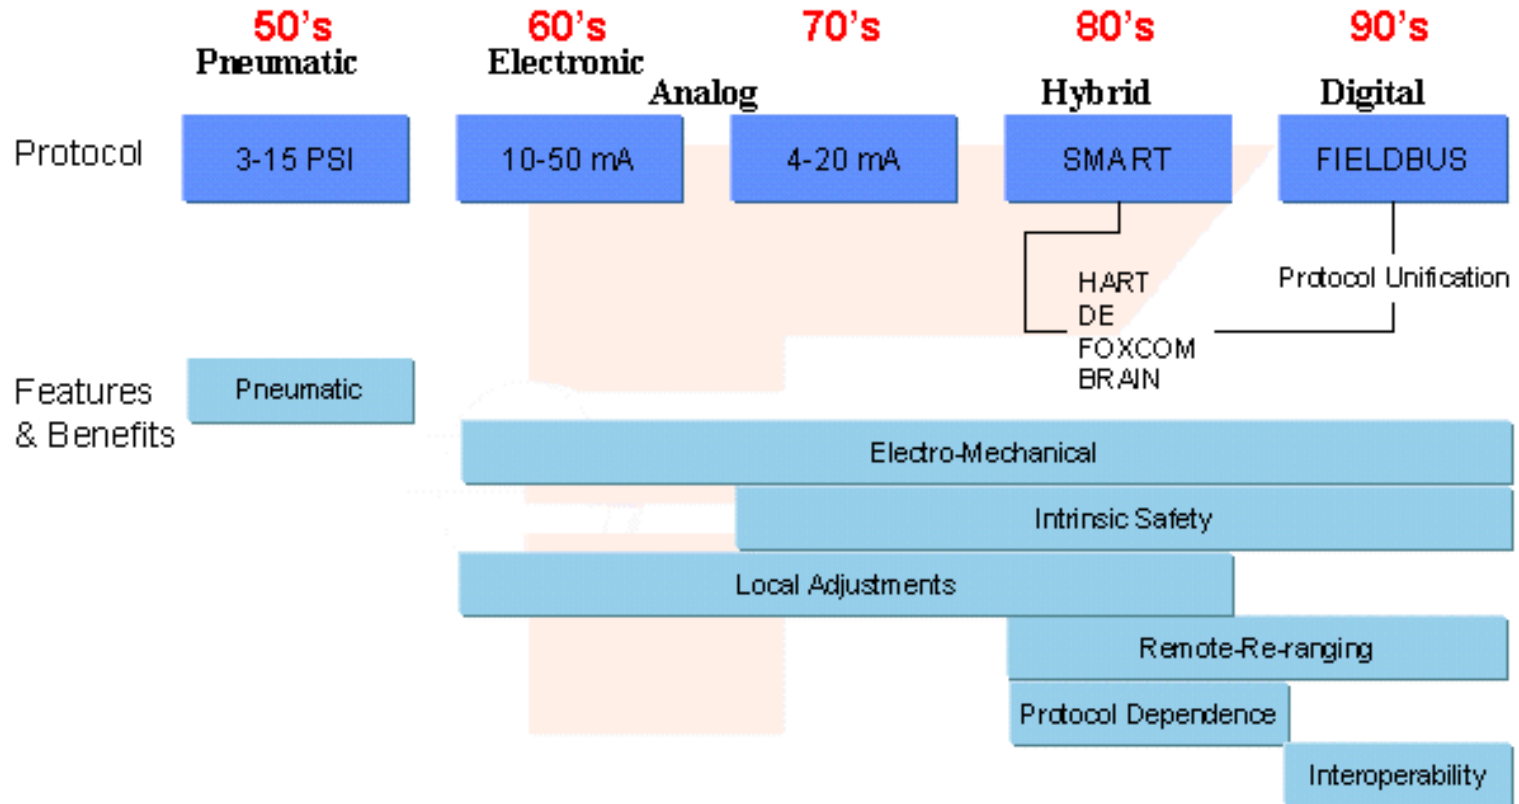 50's 60's 70's 80's 90's
Pneumatic Electronic
Analog Hybrid Digital
Protocol 3-15 PSI 10-50 mA 4-20 mA SMART FIELDBUS
HART
DE
FOXCOM
BRAIN
Protocol Unification
Features
& Benefits
Pneumatic
Electro-Mechanical
Intrinsic Safety
Local Adjustments
Remote-Re-ranging
Protocol Dependence
Interoperability